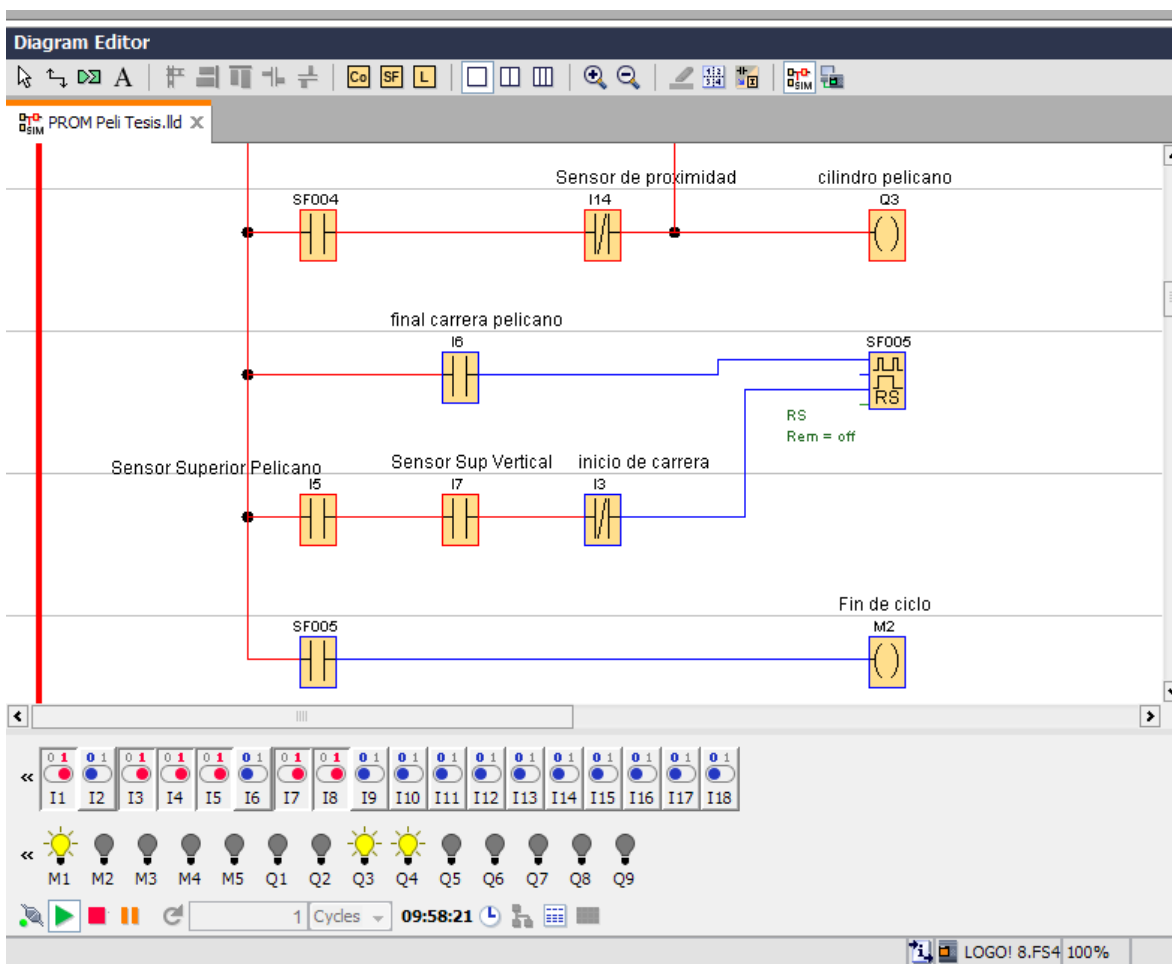 Diagram Editor
A Co SF L
SIM PROM Peli Tesis.lld X
Sensor de proximidad cilindro pelicano
SF004 I14 Q3
final carrera pelicano
I6 SF005
RS
RS
Rem = off
Sensor Superior Pelicano Sensor Sup Vertical inicio de carrera
I5 I7 I3
Fin de ciclo
SF005 M2
0 1 0 1 0 1 0 1 0 1 0 1 0 1 0 1 0 1 0 1 0 1 0 1 0 1 0 1 0 1 0 1 0 1 0 1
« I1 I2 I3 I4 I5 I6 I7 I8 I9 I10 I11 I12 I13 I14 I15 I16 I17 I18
« M1 M2 M3 M4 M5 Q1 Q2 Q3 Q4 Q5 Q6 Q7 Q8 Q9
1 Cycles 09:58:21
LOGO! 8.FS4 100%